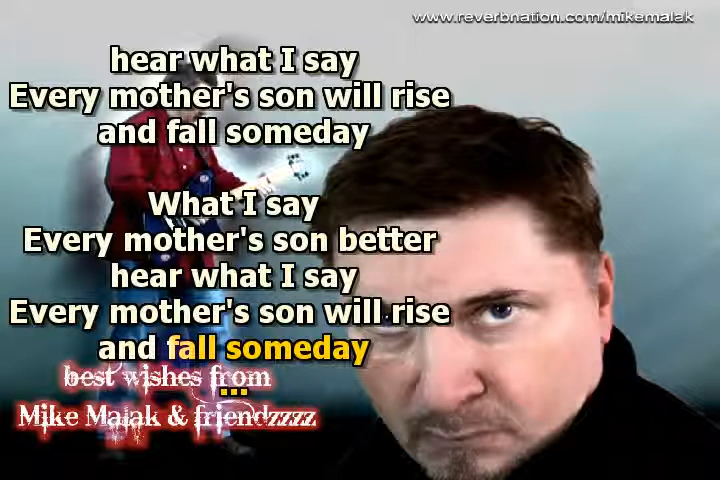 www.reverbnation.com/mikemalak
hear what I say
Every mother's son will rise
and fall someday
What I say
Every mother's son better
hear what I say
Every mother's son will rise
and fall someday
...
best wishes from
Mike Malak & friendzzzz